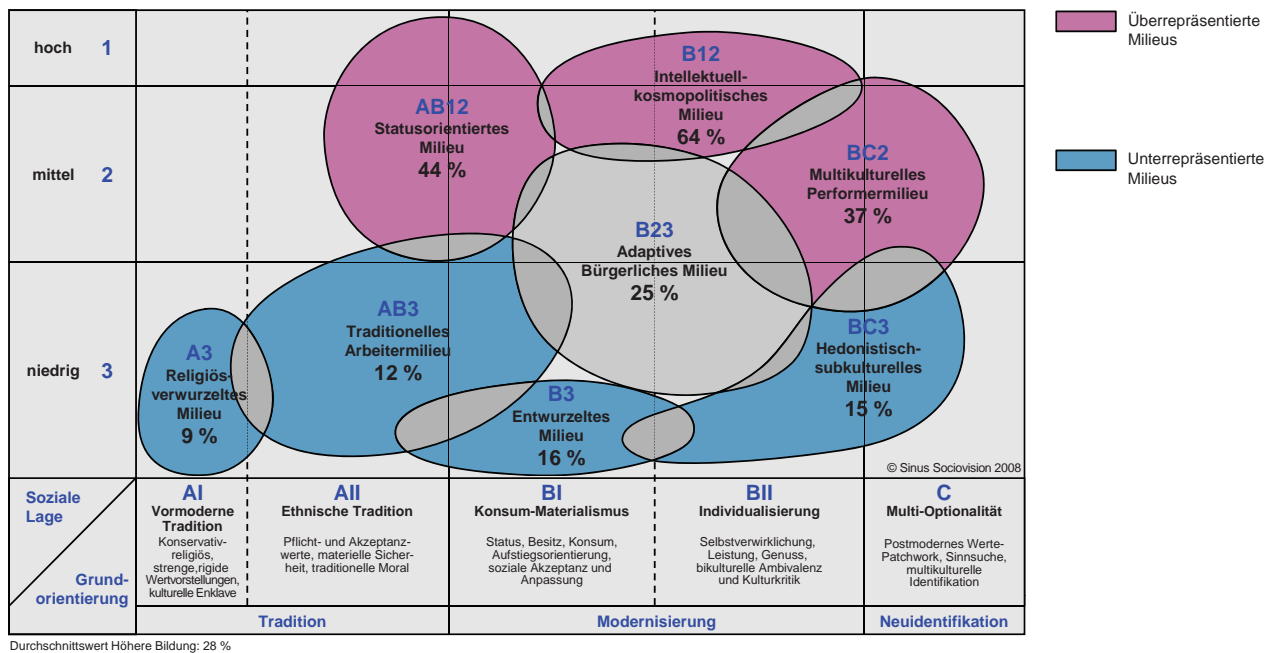 hoch 1
mittel 2
niedrig 3
B12
Intellektuell-
kosmopolitisches
Milieu
64 %
AB12
Statusorientiertes
Milieu
44 %
BC2
Multikulturelles
Performermilieu
37 %
B23
Adaptives
Bürgerliches Milieu
25 %
AB3
Traditionelles
Arbeitermilieu
12 %
A3
Religiös-
verwurzeltes
Milieu
9 %
B3
Entwurzeltes
Milieu
16 %
BC3
Hedonistisch-
subkulturelles
Milieu
15 %
© Sinus Sociovision 2008
Überrepräsentierte
Milieus
Unterrepräsentierte
Milieus
Soziale
Lage
Grund-
orientierung
AI
Vormoderne
Tradition
Konservativ-
religiös,
strenge,rigide
Wertvorstellungen,
kulturelle Enklave
AII
Ethnische Tradition
Pflicht- und Akzeptanz-
werte, materielle Sicher-
heit, traditionelle Moral
BI
Konsum-Materialismus
Status, Besitz, Konsum,
Aufstiegsorientierung,
soziale Akzeptanz und
Anpassung
BII
Individualisierung
Selbstverwirklichung,
Leistung, Genuss,
bikulturelle Ambivalenz
und Kulturkritik
C
Multi-Optionalität
Postmodernes Werte-
Patchwork, Sinnsuche,
multikulturelle
Identifikation
Tradition
Modernisierung
Neuidentifikation
Durchschnittswert Höhere Bildung: 28 %